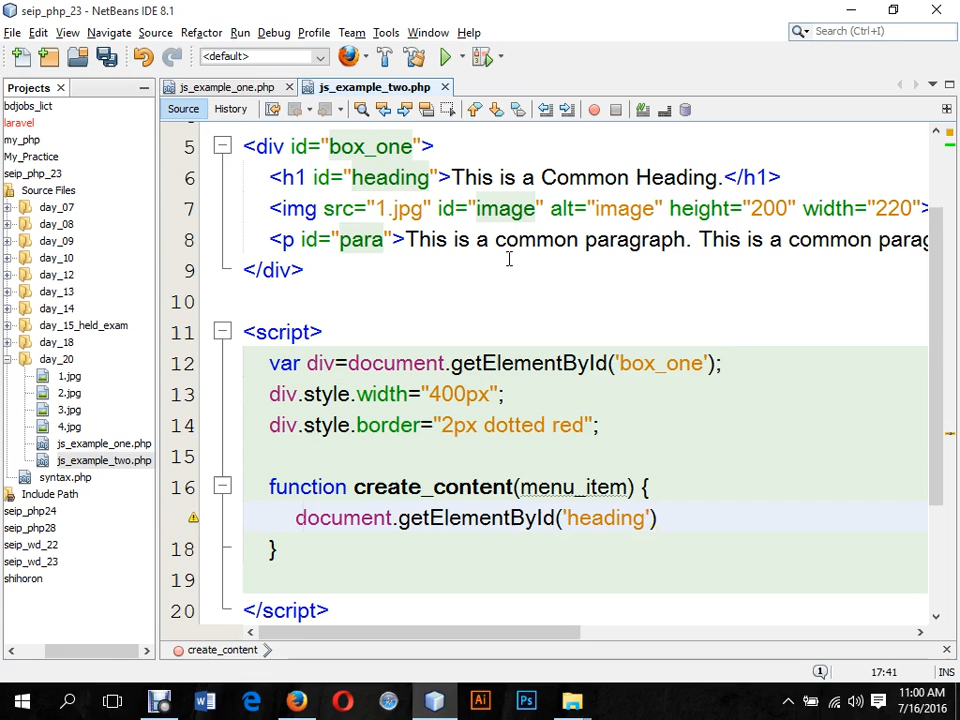 seip_php_23 - NetBeans IDE 8.1
File Edit View Navigate Source Refactor Run Debug Profile Team Tools Window Help
Search (Ctrl+I)
<default>
Projects
js_example_one.php
js_example_two.php
Source History
bdjobs_lict
laravel
my_php
My_Practice
seip_php_23
Source Files
day_07
day_08
day_09
day_10
day_12
day_13
day_14
day_15_held_exam
day_18
day_20
1.jpg
2.jpg
3.jpg
4.jpg
js_example_one.php
js_example_two.php
syntax.php
Include Path
seip_php24
seip_php28
seip_wd_22
seip_wd_23
shihoron
5 <div id="box_one">
6 <h1 id="heading">This is a Common Heading.</h1>
7 <img src="1.jpg" id="image" alt="image" height="200" width="220">
8 <p id="para">This is a common paragraph. This is a common parag
9 </div>
10
11 <script>
12 var div=document.getElementById('box_one');
13 div.style.width="400px";
14 div.style.border="2px dotted red";
15
16 function create_content(menu_item) {
document.getElementById('heading')
18 }
19
20 </script>
create_content
1
17:41
INS
11:00 AM
7/16/2016